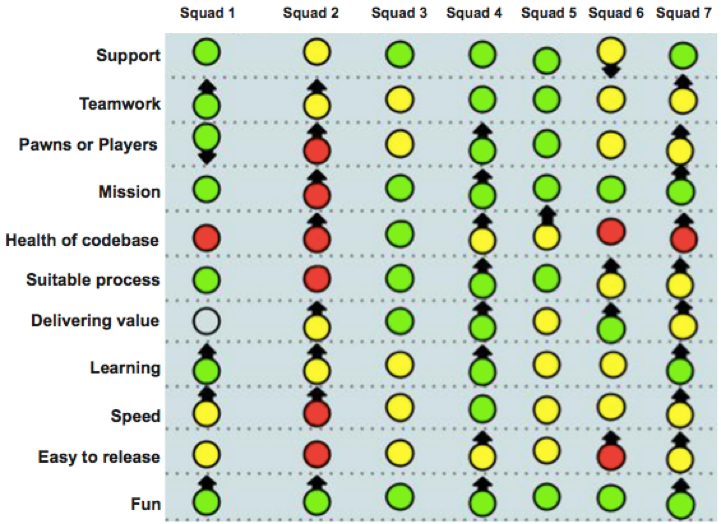 Squad 1 Squad 2 Squad 3 Squad 4 Squad 5 Squad 6 Squad 7
Support
Teamwork
Pawns or Players
Mission
Health of codebase
Suitable process
Delivering value
Learning
Speed
Easy to release
Fun